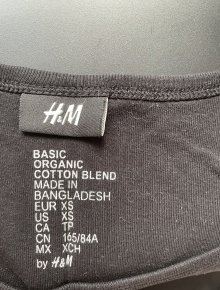 H&M
BASIC
ORGANIC
COTTON BLEND
MADE IN
BANGLADESH
EUR XS
US XS
CA TP
CN 165/84A
MX XCH
by H&M